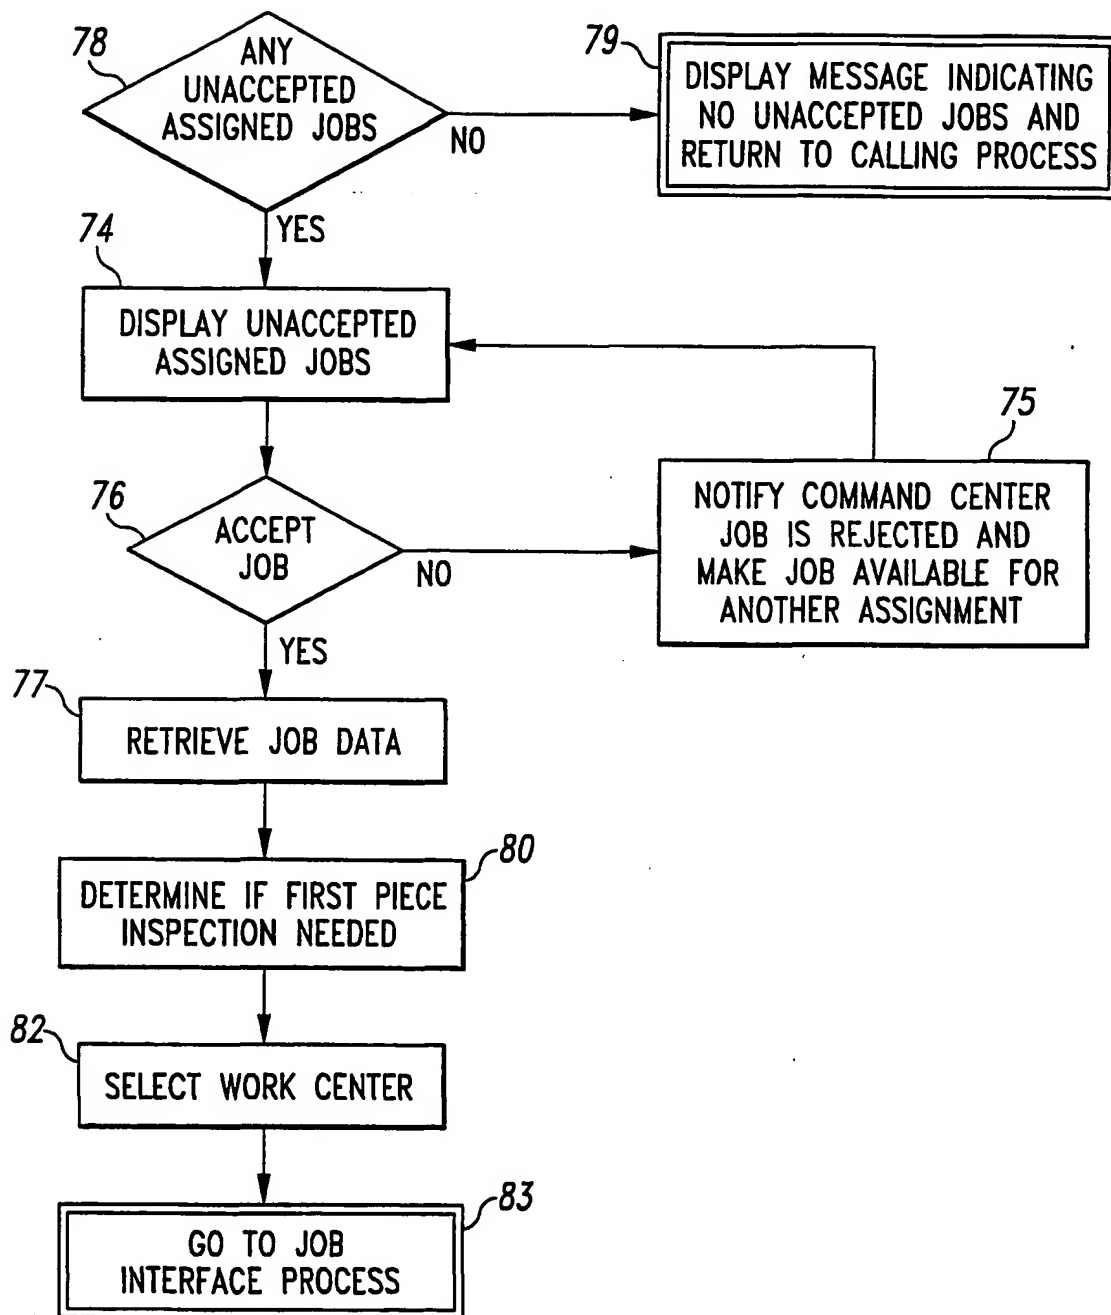 78
ANY
UNACCEPTED
ASSIGNED JOBS
NO
YES
79
DISPLAY MESSAGE INDICATING
NO UNACCEPTED JOBS AND
RETURN TO CALLING PROCESS
74
DISPLAY UNACCEPTED
ASSIGNED JOBS
76
ACCEPT
JOB
NO
YES
75
NOTIFY COMMAND CENTER
JOB IS REJECTED AND
MAKE JOB AVAILABLE FOR
ANOTHER ASSIGNMENT
77
RETRIEVE JOB DATA
80
DETERMINE IF FIRST PIECE
INSPECTION NEEDED
82
SELECT WORK CENTER
83
GO TO JOB
INTERFACE PROCESS